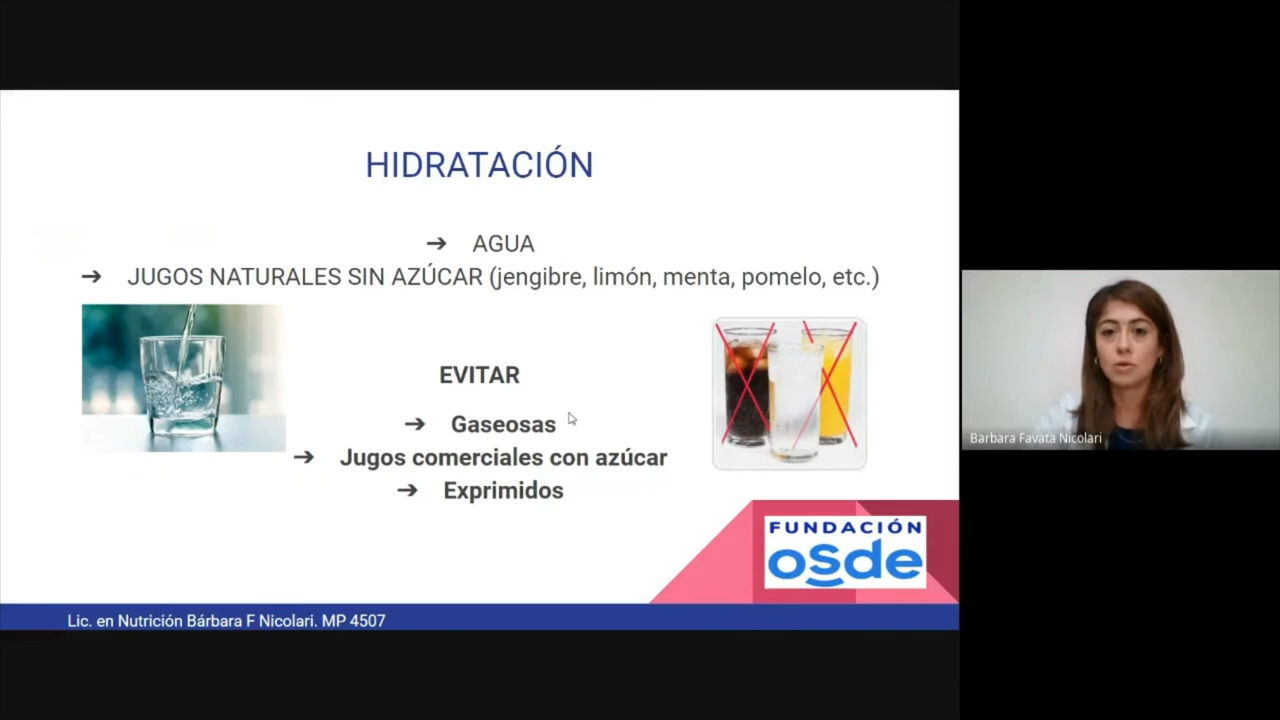 HIDRATACIÓN
➔ AGUA
➔ JUGOS NATURALES SIN AZÚCAR (jengibre, limón, menta, pomelo, etc.)
EVITAR
➔ Gaseosas
➔ Jugos comerciales con azúcar
➔ Exprimidos
FUNDACIÓN
osde
Lic. en Nutrición Bárbara F Nicolari. MP 4507
Barbara Favata Nicolari